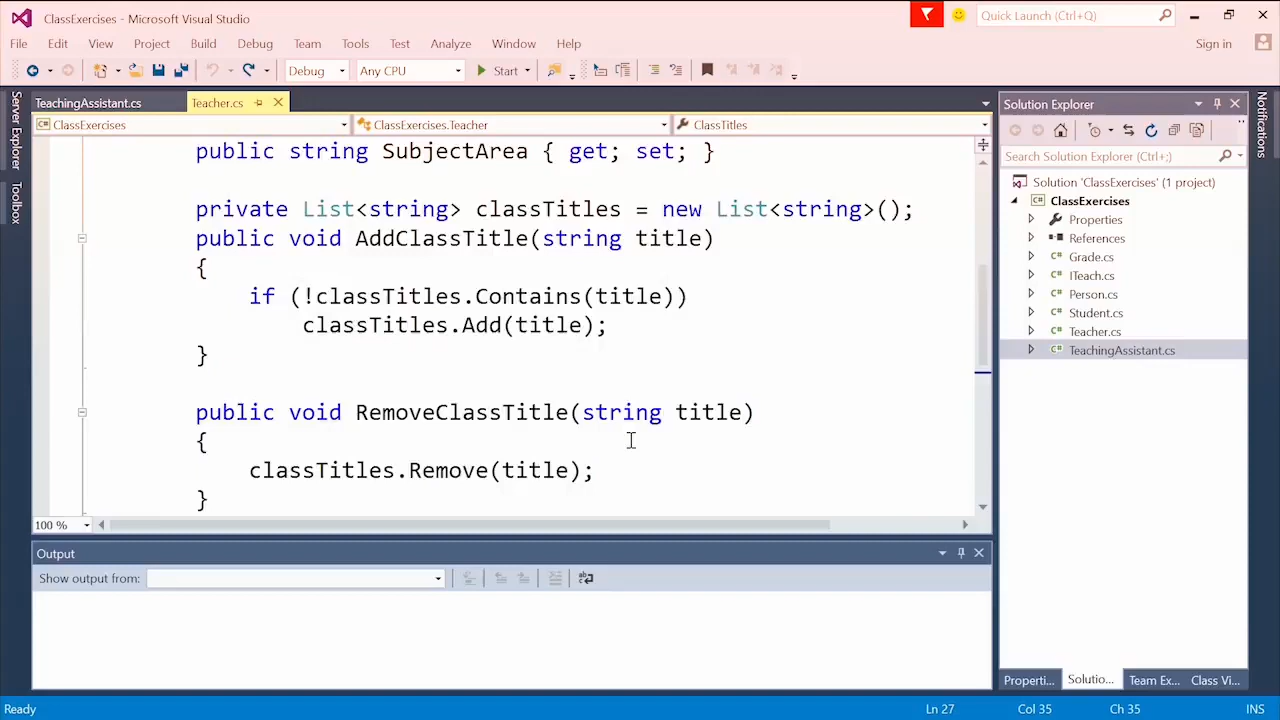 ClassExercises - Microsoft Visual Studio
Quick Launch (Ctrl+Q)
File Edit View Project Build Debug Team Tools Test Analyze Window Help
Sign in
Debug Any CPU Start
Server Explorer
Toolbox
TeachingAssistant.cs Teacher.cs
ClassExercises ClassExercises.Teacher ClassTitles
public string SubjectArea { get; set; }
private List<string> classTitles = new List<string>();
public void AddClassTitle(string title)
{
if (!classTitles.Contains(title))
classTitles.Add(title);
}
public void RemoveClassTitle(string title)
{
classTitles.Remove(title);
}
100 %
Output
Show output from:
Solution Explorer
Search Solution Explorer (Ctrl+;)
Solution 'ClassExercises' (1 project)
ClassExercises
Properties
References
Grade.cs
ITeach.cs
Person.cs
Student.cs
Teacher.cs
TeachingAssistant.cs
Properti... Solutio... Team Ex... Class Vi...
Notifications
Ready Ln 27 Col 35 Ch 35 INS